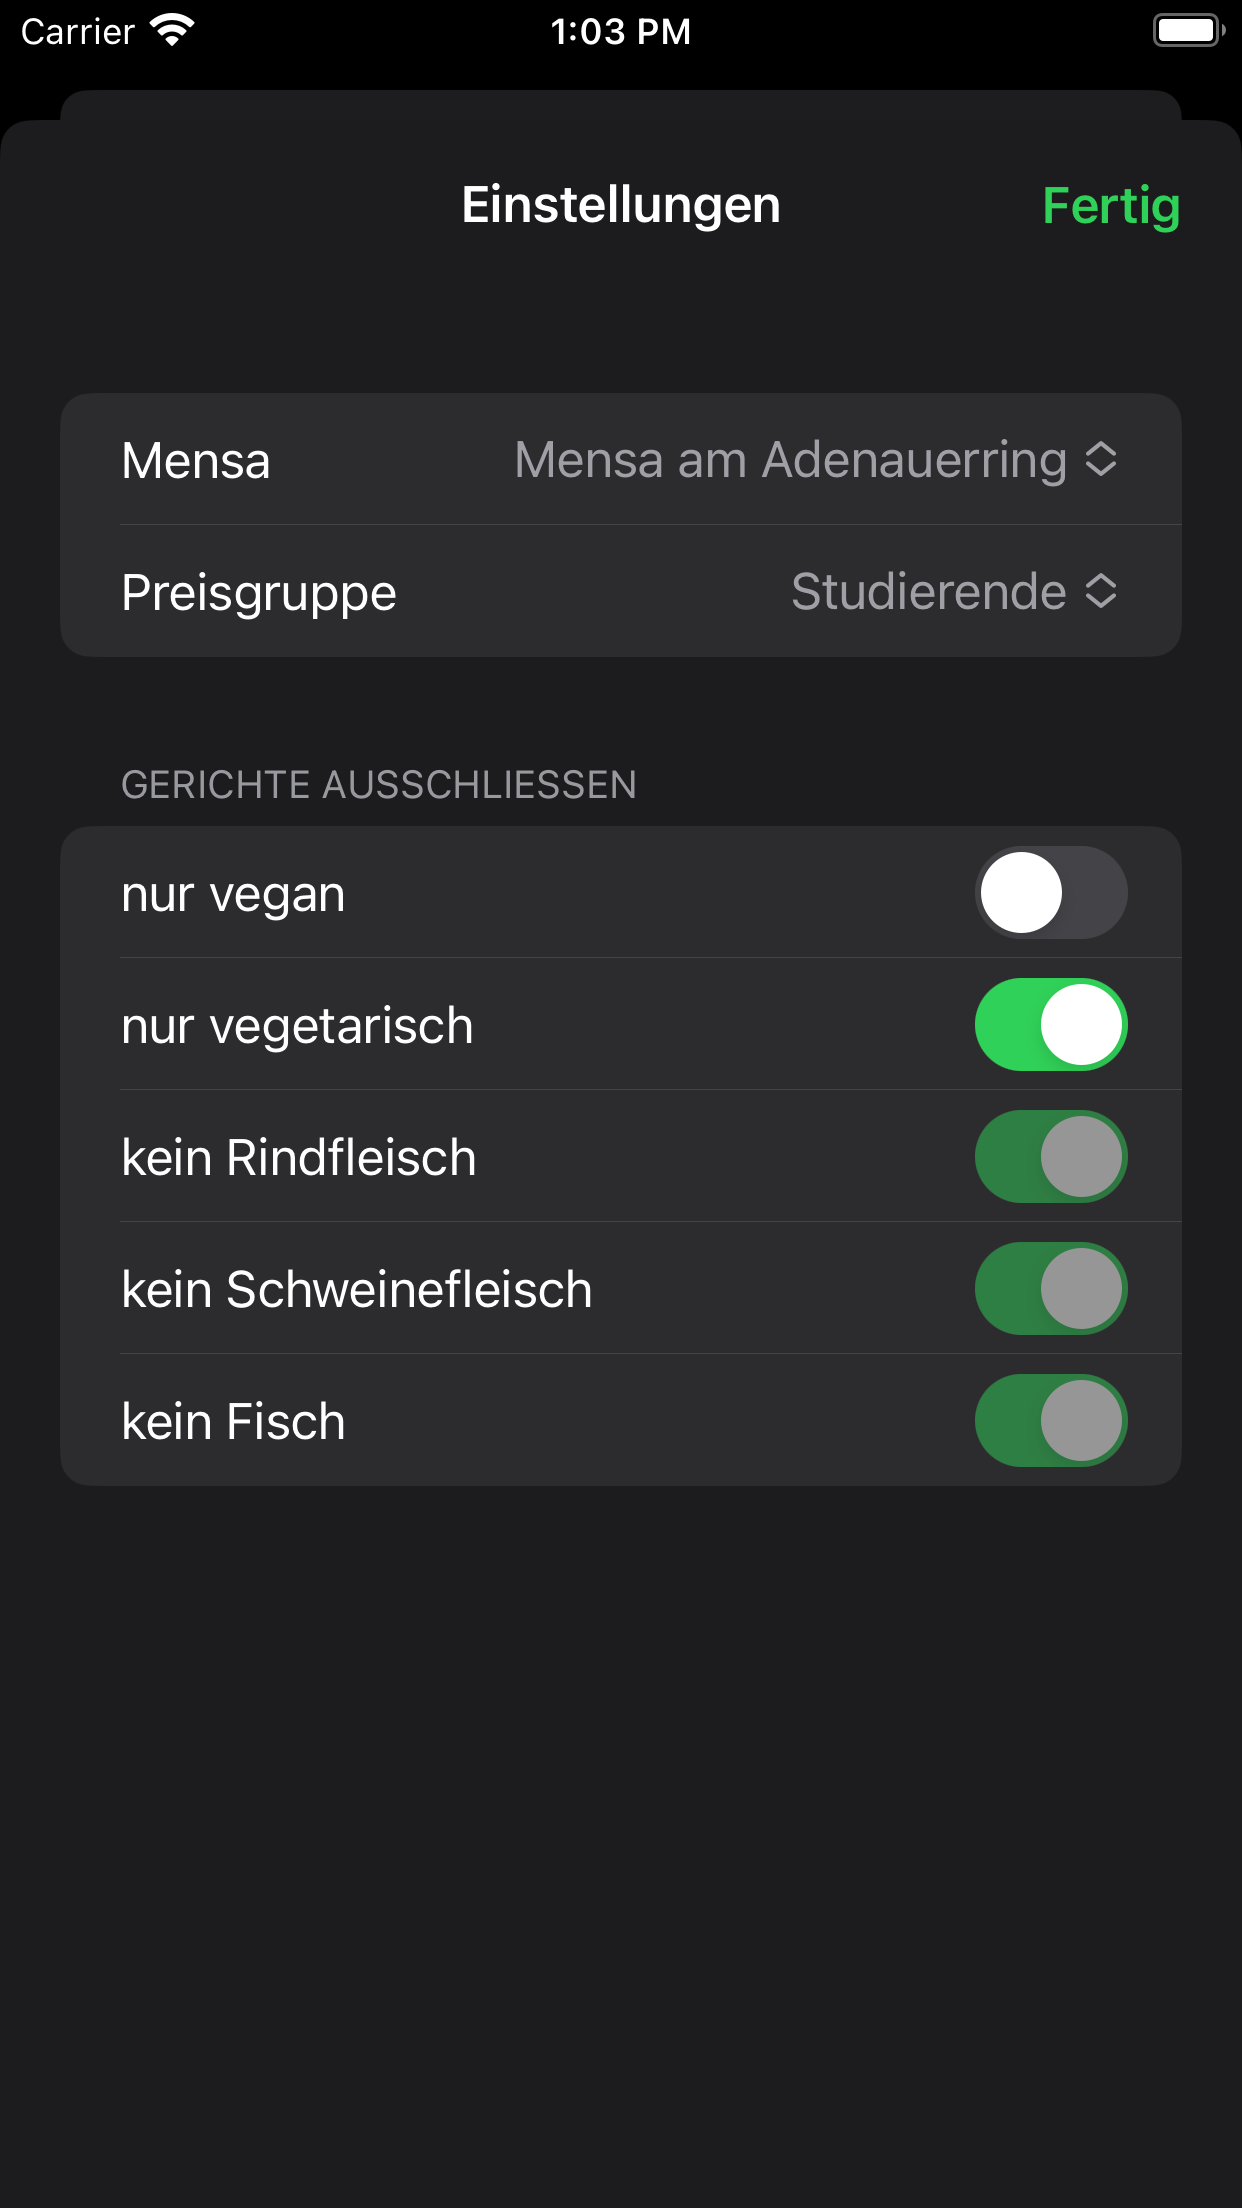 Carrier 1:03 PM
Einstellungen Fertig
Mensa Mensa am Adenauerring
Preisgruppe Studierende
GERICHTE AUSSCHLIESSEN
nur vegan
nur vegetarisch
kein Rindfleisch
kein Schweinefleisch
kein Fisch